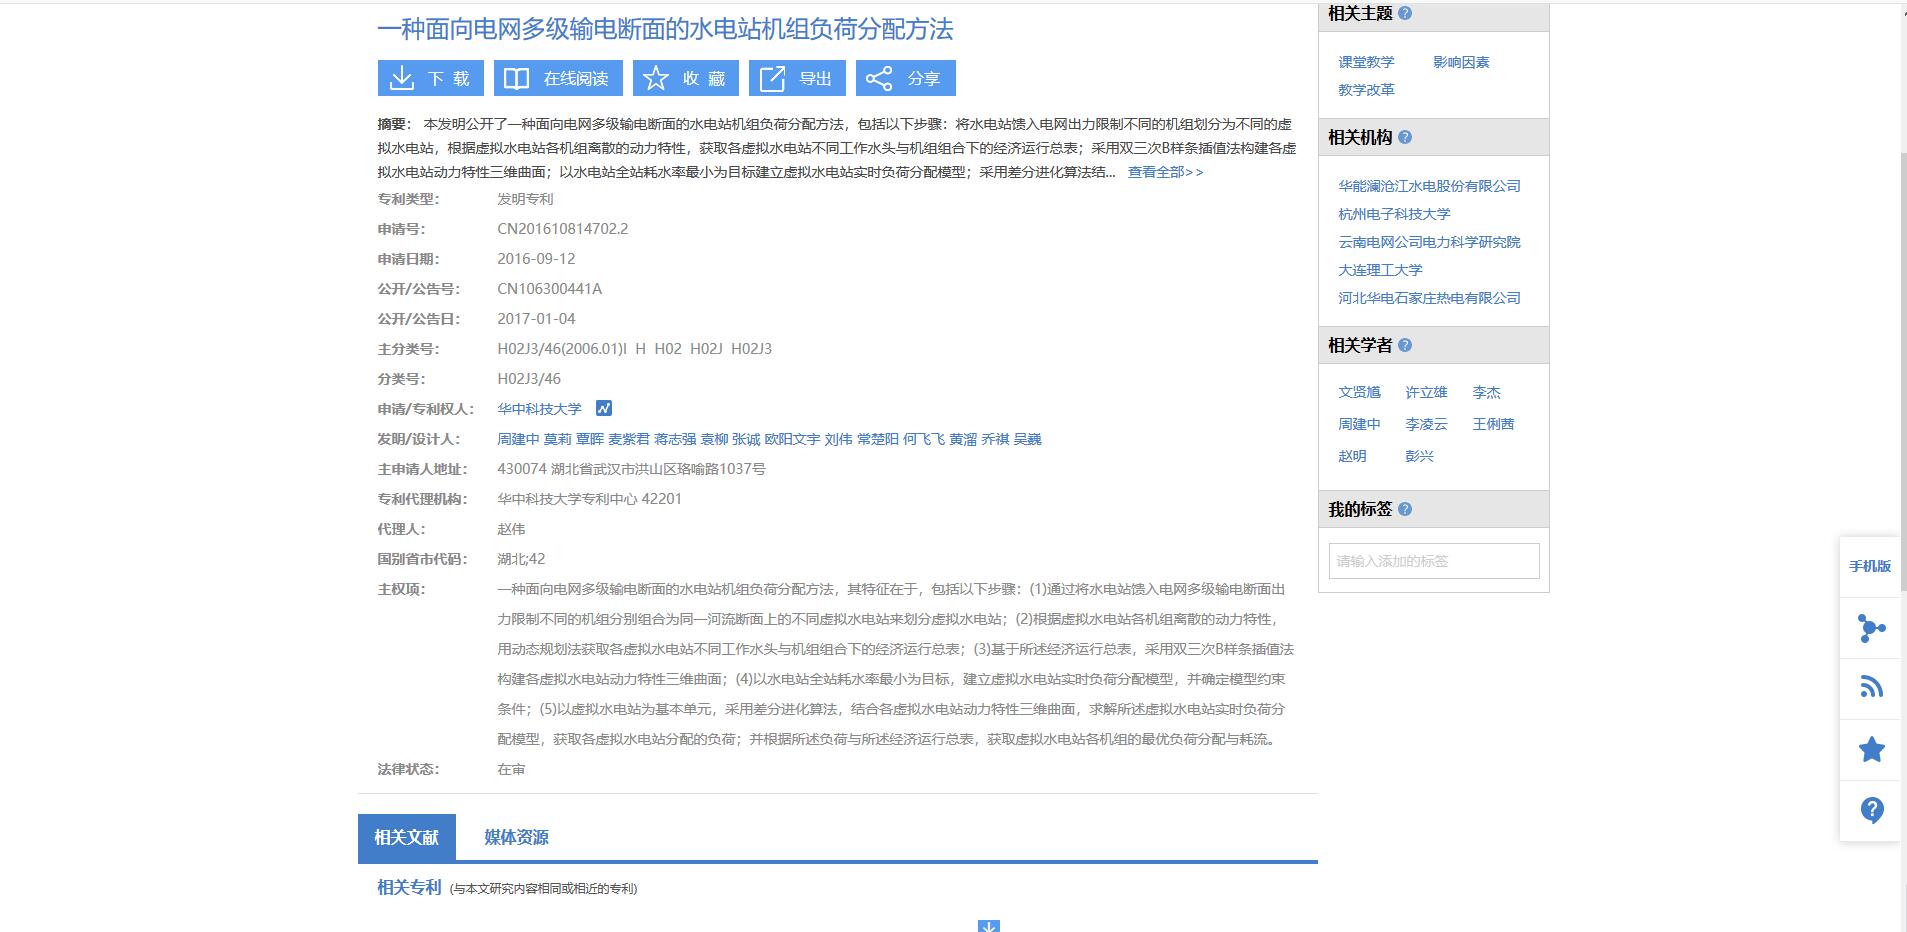 一种面向电网多级输电断面的水电站机组负荷分配方法
下 载
在线阅读
收 藏
导出
分享
摘要： 本发明公开了一种面向电网多级输电断面的水电站机组负荷分配方法，包括以下步骤：将水电站馈入电网出力限制不同的机组划分为不同的虚
拟水电站，根据虚拟水电站各机组离散的动力特性，获取各虚拟水电站不同工作水头与机组组合下的经济运行总表；采用双三次B样条插值法构建各虚
拟水电站动力特性三维曲面；以水电站全站耗水率最小为目标建立虚拟水电站实时负荷分配模型；采用差分进化算法结... 查看全部>>
专利类型： 发明专利
申请号： CN201610814702.2
申请日期： 2016-09-12
公开/公告号： CN106300441A
公开/公告日： 2017-01-04
主分类号： H02J3/46(2006.01)I H H02 H02J H02J3
分类号： H02J3/46
申请/专利权人： 华中科技大学
发明/设计人： 周建中 莫莉 覃晖 麦紫君 蒋志强 袁柳 张诚 欧阳文宇 刘伟 常楚阳 何飞飞 黄溜 乔祺 吴巍
主申请人地址： 430074 湖北省武汉市洪山区珞喻路1037号
专利代理机构： 华中科技大学专利中心 42201
代理人： 赵伟
国别省市代码： 湖北;42
主权项： 一种面向电网多级输电断面的水电站机组负荷分配方法，其特征在于，包括以下步骤：(1)通过将水电站馈入电网多级输电断面出
力限制不同的机组分别组合为同一河流断面上的不同虚拟水电站来划分虚拟水电站；(2)根据虚拟水电站各机组离散的动力特性，
用动态规划法获取各虚拟水电站不同工作水头与机组组合下的经济运行总表；(3)基于所述经济运行总表，采用双三次B样条插值法
构建各虚拟水电站动力特性三维曲面；(4)以水电站全站耗水率最小为目标，建立虚拟水电站实时负荷分配模型，并确定模型约束
条件；(5)以虚拟水电站为基本单元，采用差分进化算法，结合各虚拟水电站动力特性三维曲面，求解所述虚拟水电站实时负荷分
配模型，获取各虚拟水电站分配的负荷；并根据所述负荷与所述经济运行总表，获取虚拟水电站各机组的最优负荷分配与耗流。
法律状态： 在审
相关文献
媒体资源
相关专利 (与本文研究内容相同或相近的专利)
相关主题
课堂教学 影响因素
教学改革
相关机构
华能澜沧江水电股份有限公司
杭州电子科技大学
云南电网公司电力科学研究院
大连理工大学
河北华电石家庄热电有限公司
相关学者
文贤馗 许立雄 李杰
周建中 李凌云 王俐茜
赵明 彭兴
我的标签
请输入添加的标签
手机版